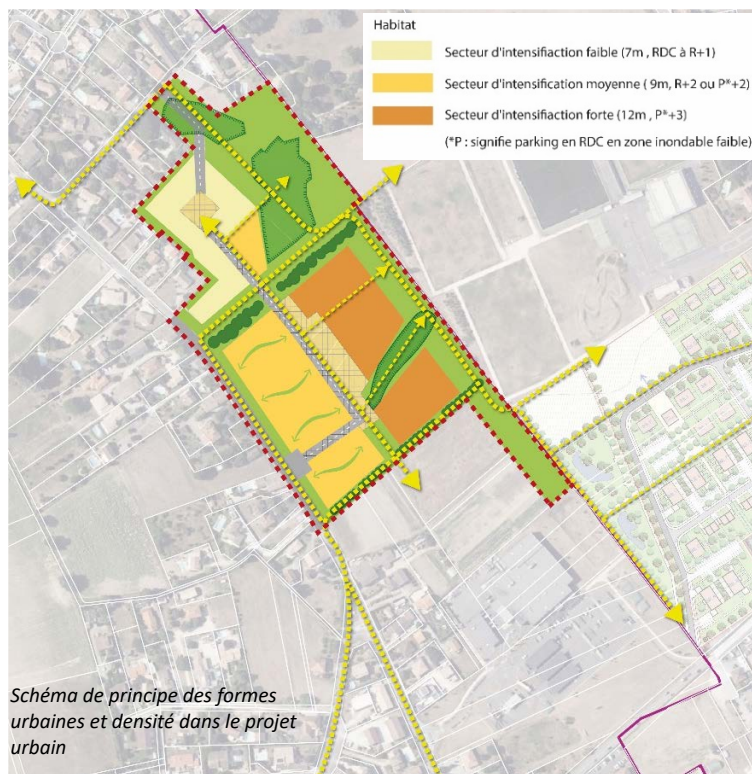 Habitat
Secteur d'intensifiaction faible (7m , RDC à R+1)
Secteur d'intensification moyenne ( 9m, R+2 ou P*+2)
Secteur d'intensifiaction forte (12m , P*+3)
(*P : signifie parking en RDC en zone inondable faible)
Schéma de principe des formes
urbaines et densité dans le projet
urbain